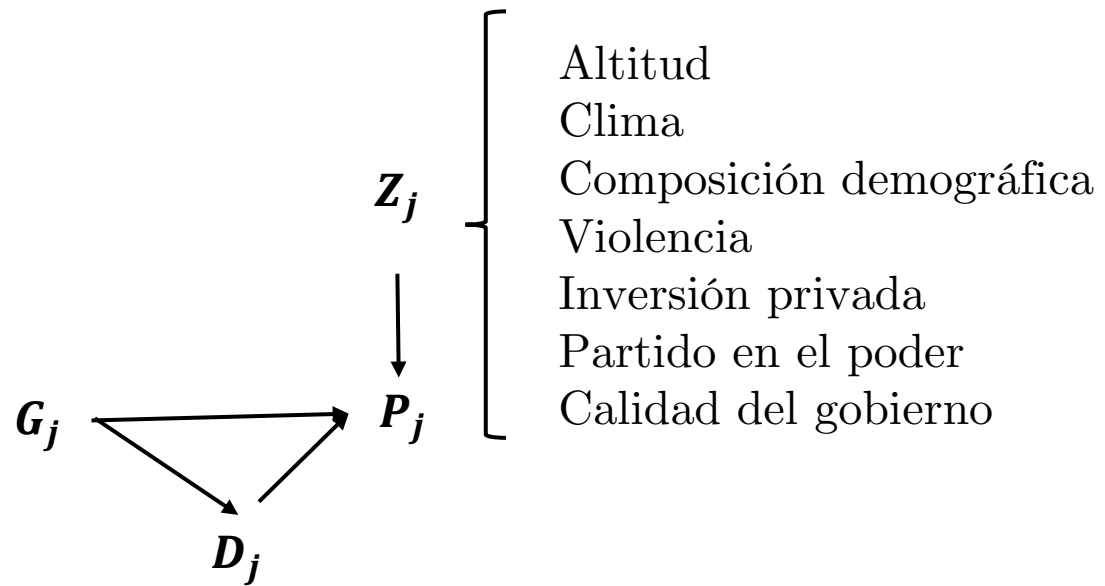 Altitud
Clima
Composición demográfica
Violencia
Inversión privada
Partido en el poder
Calidad del gobierno
Z_j
G_j
P_j
D_j